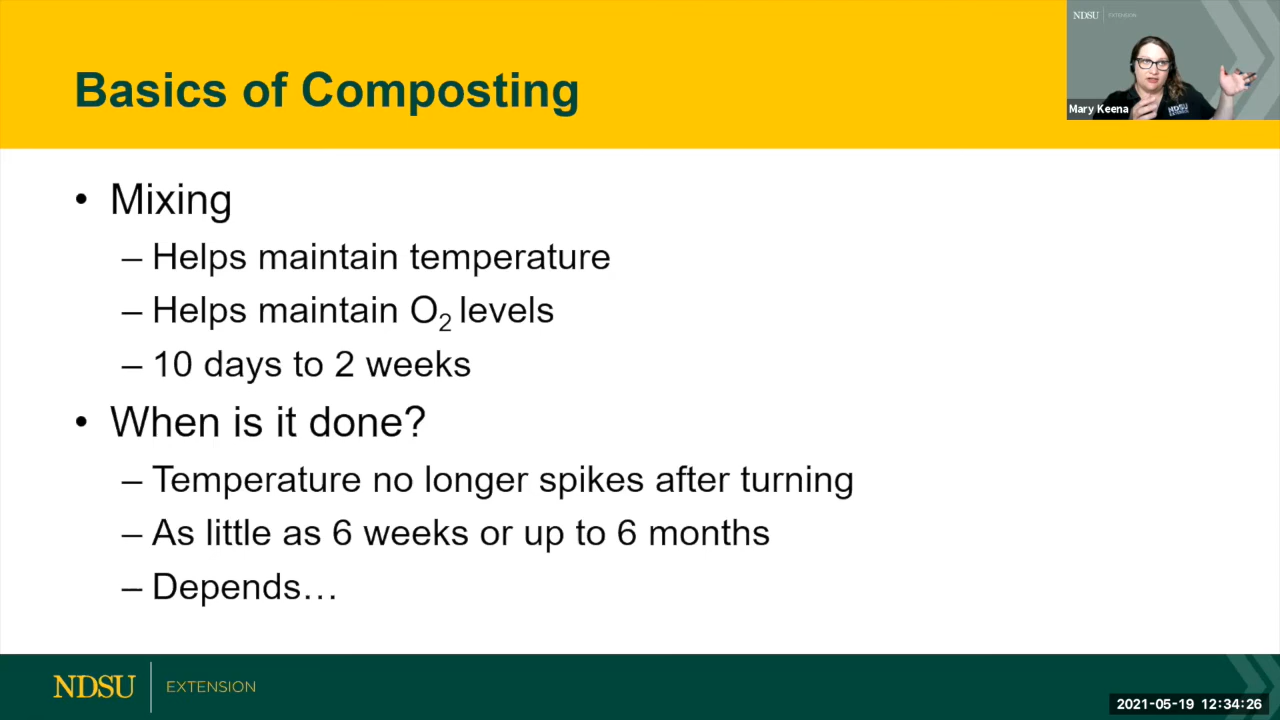 NDSU EXTENSION
Basics of Composting
Mary Keena
NDSU
EXTENSION
• Mixing
– Helps maintain temperature
– Helps maintain O2 levels
– 10 days to 2 weeks
• When is it done?
– Temperature no longer spikes after turning
– As little as 6 weeks or up to 6 months
– Depends…
NDSU EXTENSION
2021-05-19 12:34:26